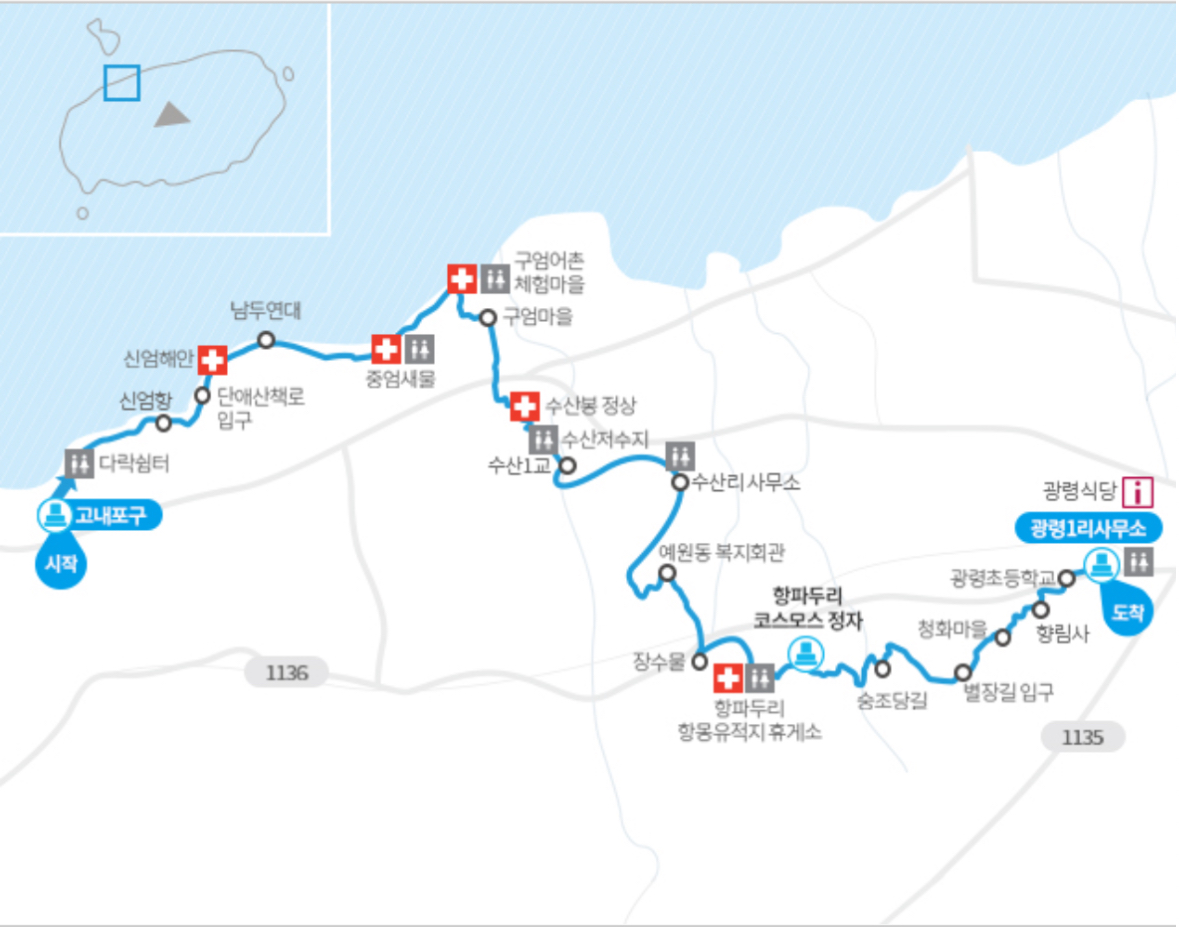 구엄어촌
체험마을
구엄마을
남두연대
신엄해안
중엄새물
단애산책로
입구
신엄항
수산봉 정상
수산저수지
수산1교
다락쉼터
고내포구
시작
수산리 사무소
광령식당
i
광령1리사무소
예원동 복지회관
광령초등학교
항파두리
코스모스 정자
도착
청화마을
향림사
장수물
1136
숭조당길
별장길 입구
항파두리
항몽유적지 휴게소
1135